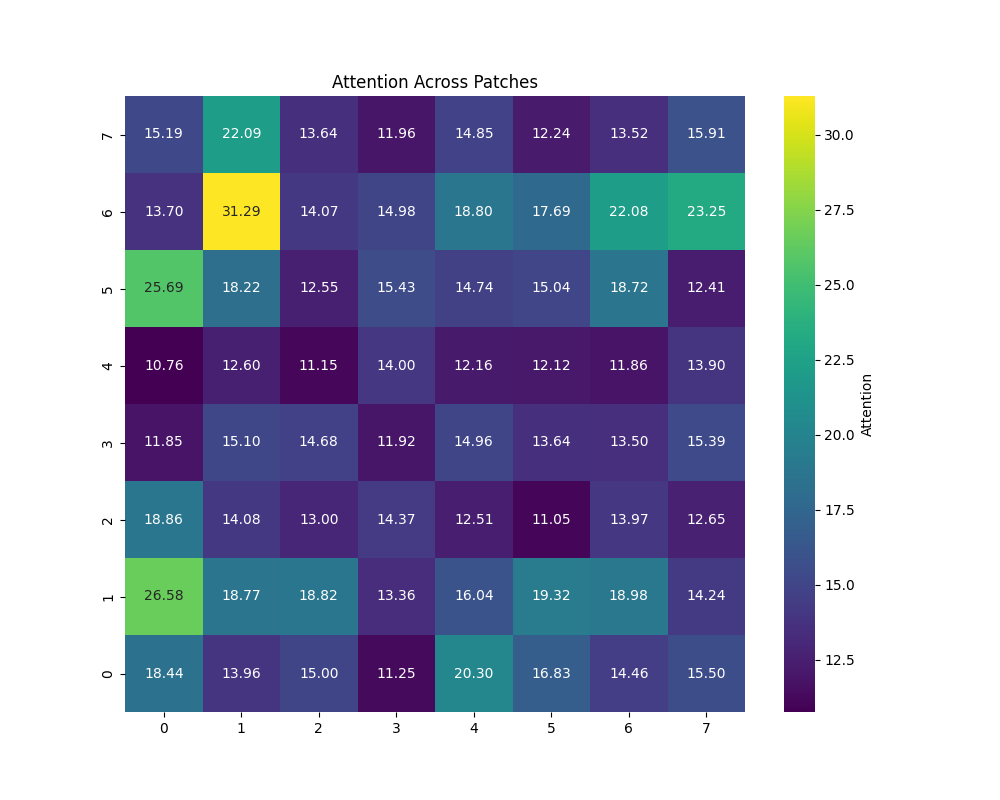 Attention Across Patches
7 15.19 22.09 13.64 11.96 14.85 12.24 13.52 15.91
6 13.70 31.29 14.07 14.98 18.80 17.69 22.08 23.25
5 25.69 18.22 12.55 15.43 14.74 15.04 18.72 12.41
4 10.76 12.60 11.15 14.00 12.16 12.12 11.86 13.90
3 11.85 15.10 14.68 11.92 14.96 13.64 13.50 15.39
2 18.86 14.08 13.00 14.37 12.51 11.05 13.97 12.65
1 26.58 18.77 18.82 13.36 16.04 19.32 18.98 14.24
0 18.44 13.96 15.00 11.25 20.30 16.83 14.46 15.50
0 1 2 3 4 5 6 7
30.0
27.5
25.0
22.5
20.0
17.5
15.0
12.5
Attention